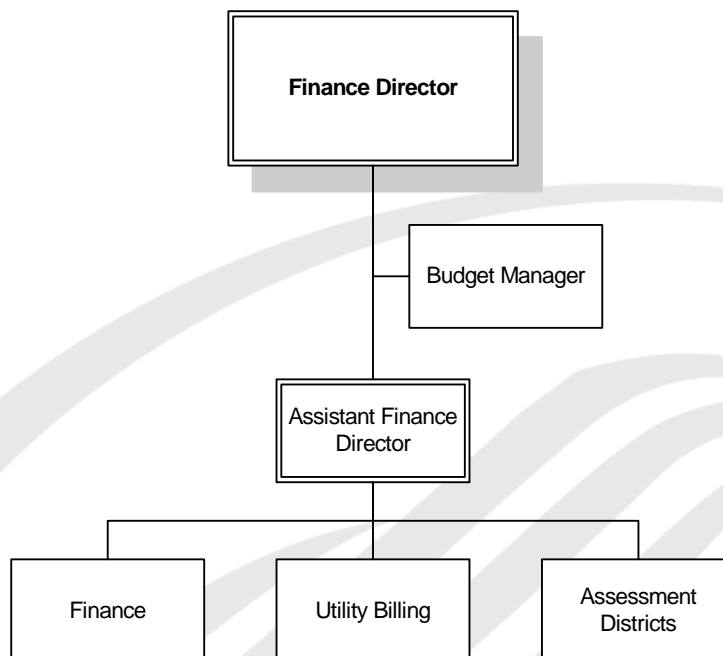 Finance Director
Budget Manager
Assistant Finance
Director
Finance
Utility Billing
Assessment
Districts